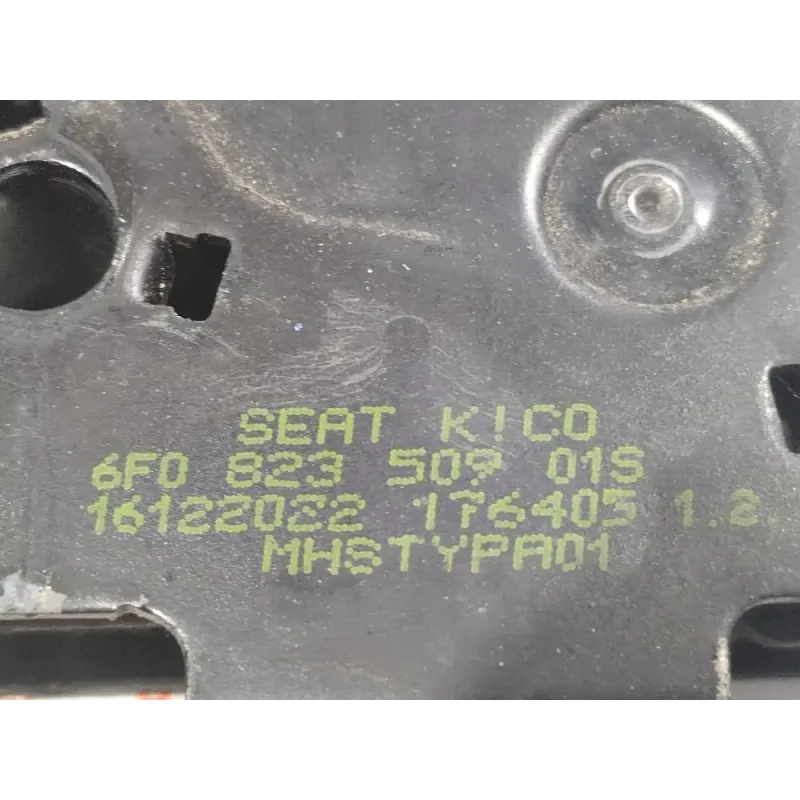 SEAT K!CO
6F0 823 509 01S
16122022 176405 1.2
MHSTYPA01